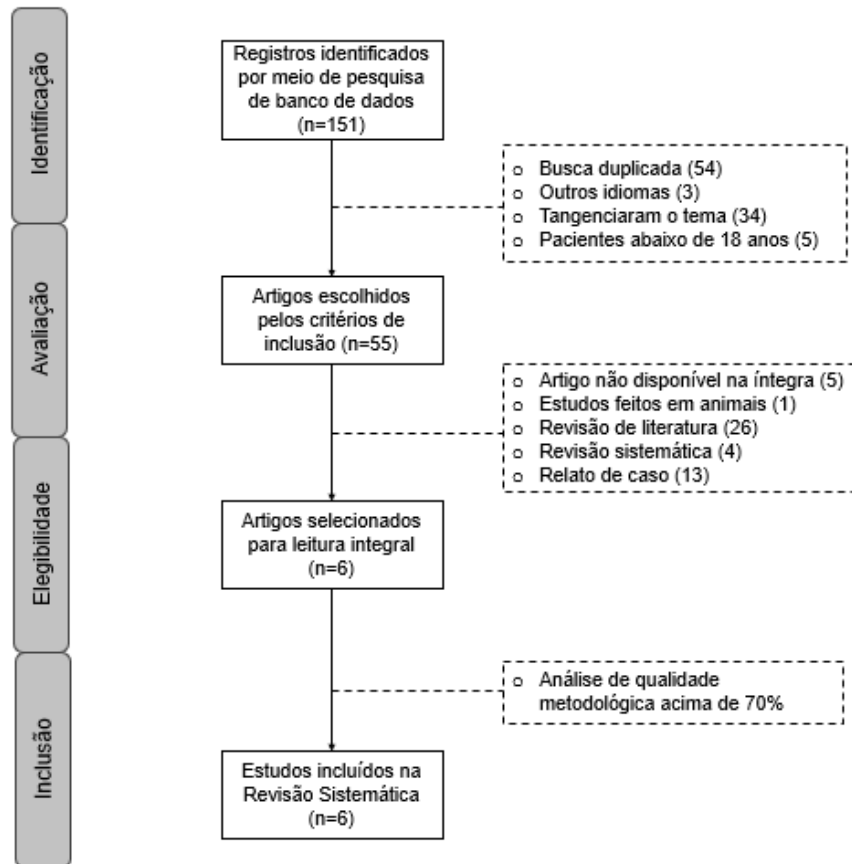 Identificação
Registros identificados
por meio de pesquisa
de banco de dados
(n=151)
o Busca duplicada (54)
o Outros idiomas (3)
o Tangenciaram o tema (34)
o Pacientes abaixo de 18 anos (5)
Avaliação
Artigos escolhidos
pelos critérios de
inclusão (n=55)
o Artigo não disponível na íntegra (5)
o Estudos feitos em animais (1)
o Revisão de literatura (26)
o Revisão sistemática (4)
o Relato de caso (13)
Elegibilidade
Artigos selecionados
para leitura integral
(n=6)
o Análise de qualidade
metodológica acima de 70%
Inclusão
Estudos incluídos na
Revisão Sistemática
(n=6)